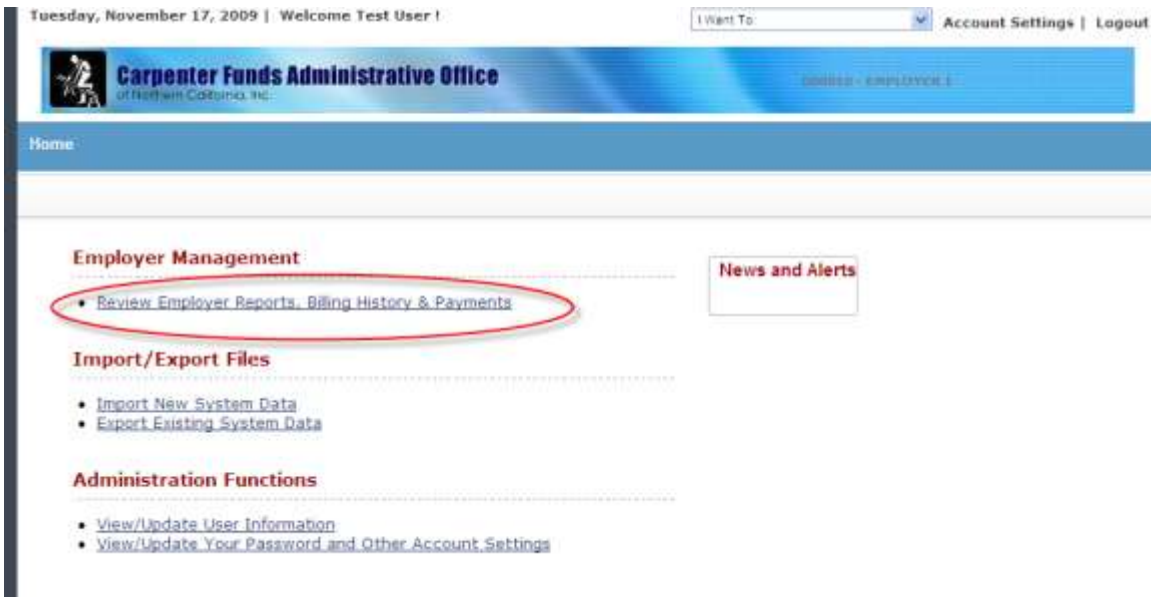 Tuesday, November 17, 2009 | Welcome Test User !
I Want To:
Account Settings | Logout
Carpenter Funds Administrative Office
of Northern California, Inc.
EMPLOYER 1
Home
Employer Management
News and Alerts
• Review Employer Reports, Billing History & Payments
Import/Export Files
• Import New System Data
• Export Existing System Data
Administration Functions
• View/Update User Information
• View/Update Your Password and Other Account Settings